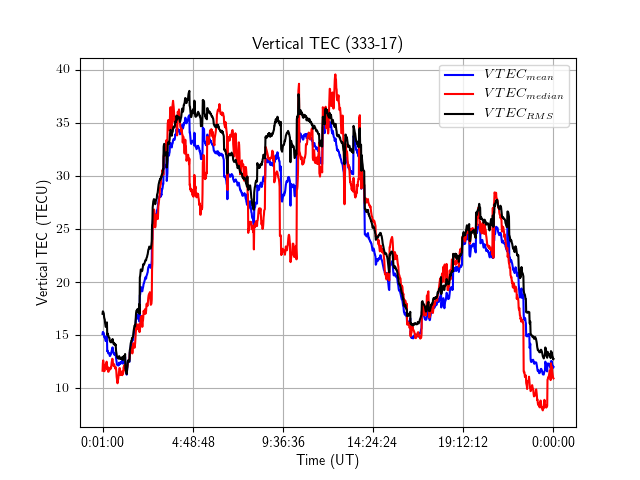 Vertical TEC (333-17)
VTEC_mean
VTEC_median
VTEC_RMS
Vertical TEC (TECU)
40
35
30
25
20
15
10
0:01:00 4:48:48 9:36:36 14:24:24 19:12:12 0:00:00
Time (UT)